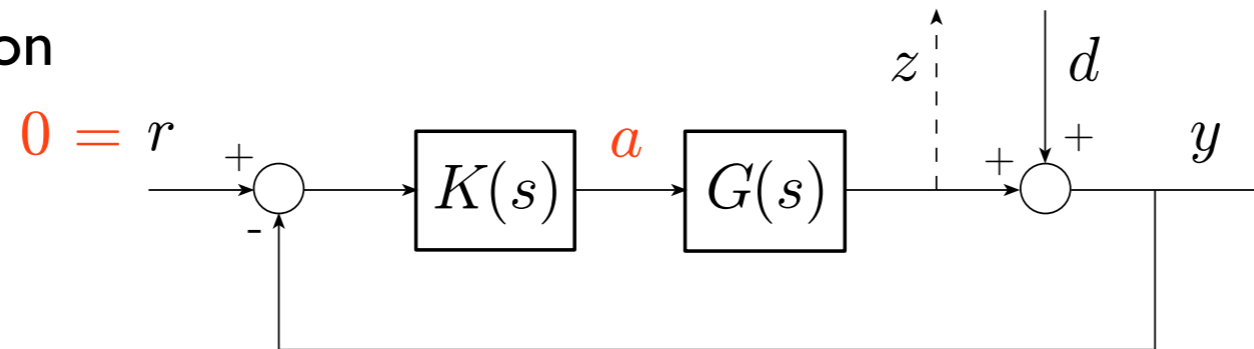 on
0 = r
+
-
K(s)
a
G(s)
z
+
d
+
y